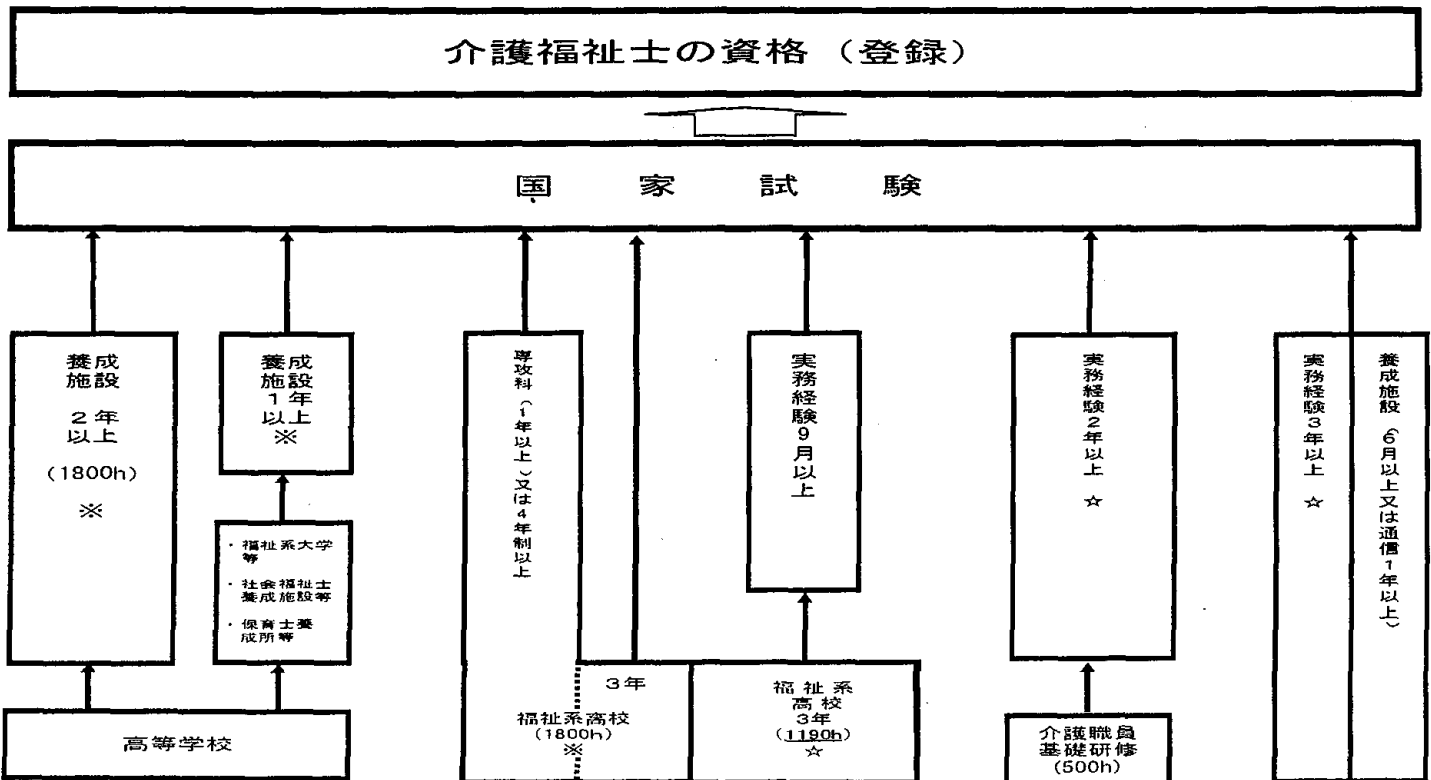 介護福祉士の資格（登録）
国家試験
養成
施設
２年
以上
（1800h）
※
養成
施設
１年
以上
※
・福祉系大学
等
・社会福祉士
養成施設等
・保育士養
成所等
高等学校
専攻科（1年以上）又は4年制以上
3年
福祉系高校
（1800h）
※
実務経験9月以上
福祉系
高校
3年
（1190h）
☆
実務経験2年以上　☆
介護職員
基礎研修
（500h）
実務経験3年以上　☆
養成施設（6月以上又は通信1年以上）